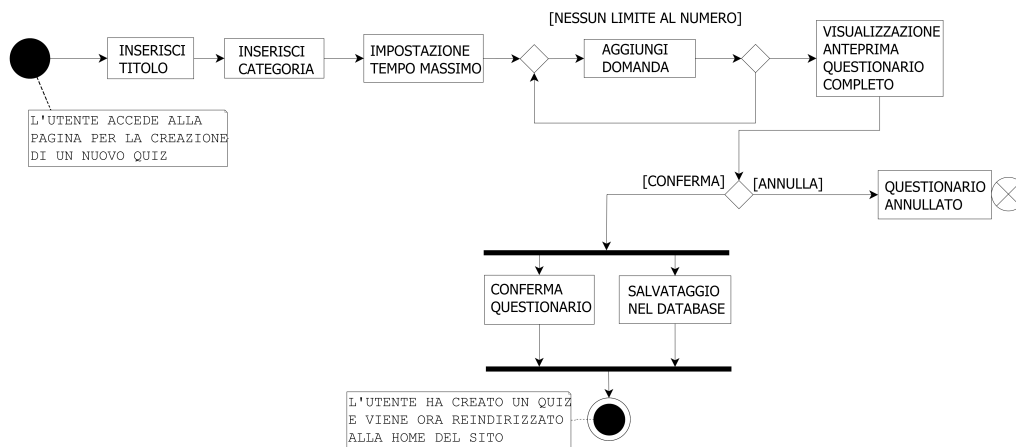 [NESSUN LIMITE AL NUMERO]
INSERISCI
TITOLO
INSERISCI
CATEGORIA
IMPOSTAZIONE
TEMPO MASSIMO
AGGIUNGI
DOMANDA
VISUALIZZAZIONE
ANTEPRIMA
QUESTIONARIO
COMPLETO
L'UTENTE ACCEDE ALLA
PAGINA PER LA CREAZIONE
DI UN NUOVO QUIZ
[CONFERMA]
[ANNULLA]
QUESTIONARIO
ANNULLATO
CONFERMA
QUESTIONARIO
SALVATAGGIO
NEL DATABASE
L'UTENTE HA CREATO UN QUIZ
E VIENE ORA REINDIRIZZATO
ALLA HOME DEL SITO